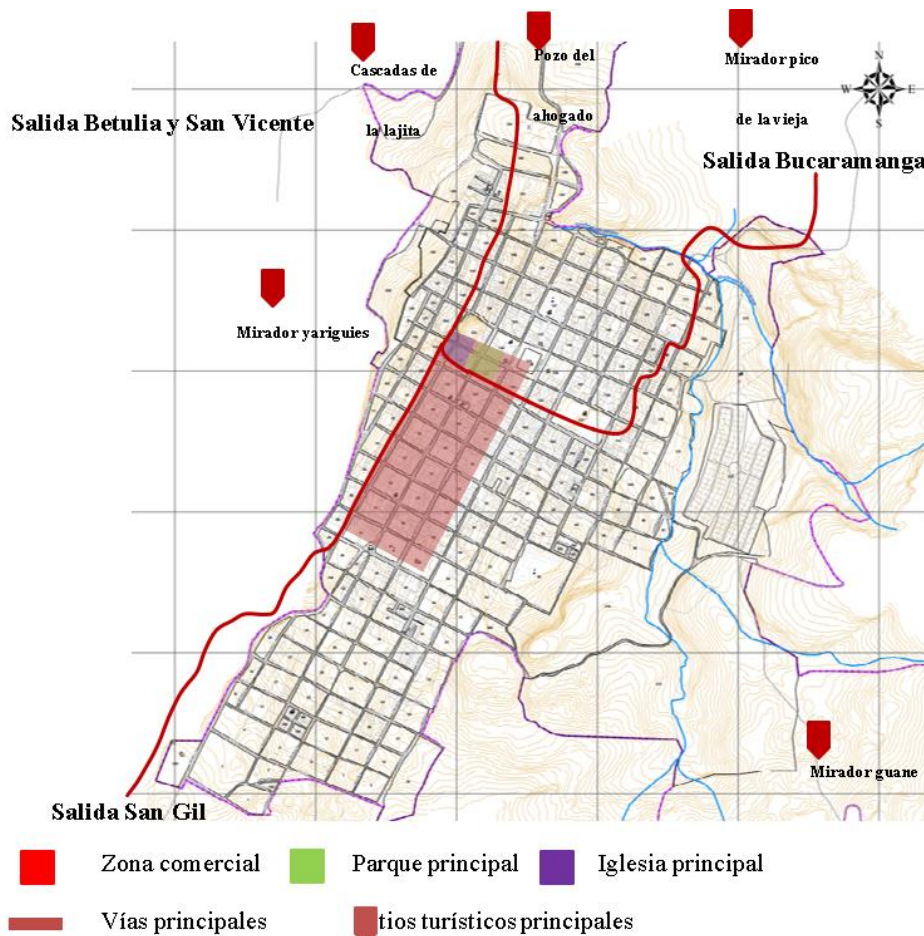 Cascadas de
la lajita
Pozo del
ahogado
Mirador pico
de la vieja
N
W E
S
Salida Betulia y San Vicente
Salida Bucaramanga
Mirador yariguies
Mirador guane
Salida San Gil
Zona comercial
Parque principal
Iglesia principal
Vías principales
tios turísticos principales